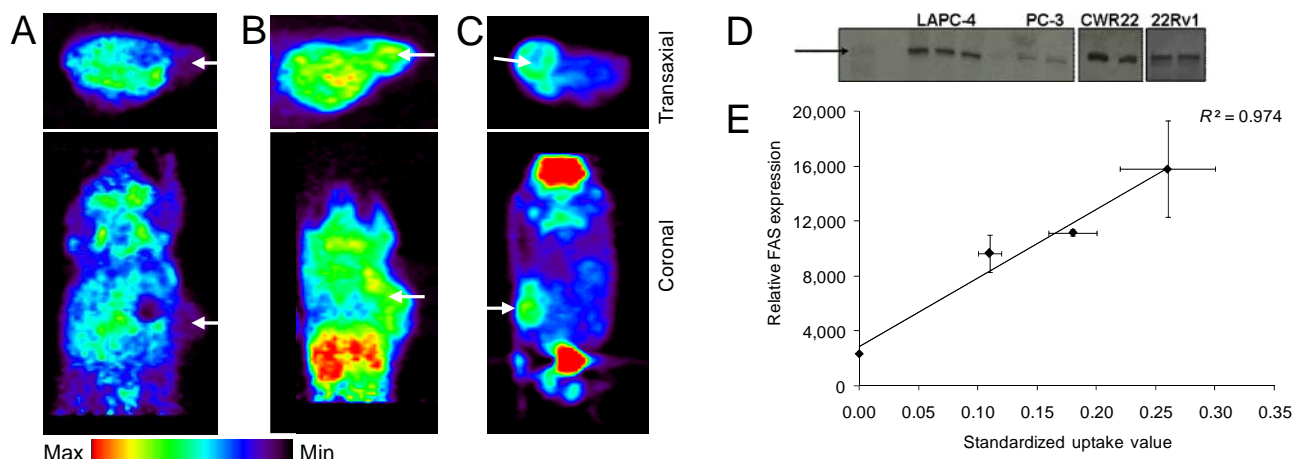 A
B
C
Transaxial
Coronal
Max
Min
D
LAPC-4 PC-3 CWR22 22Rv1
E
R² = 0.974
Relative FAS expression
20,000
16,000
12,000
8,000
4,000
0
0.00 0.05 0.10 0.15 0.20 0.25 0.30 0.35
Standardized uptake value